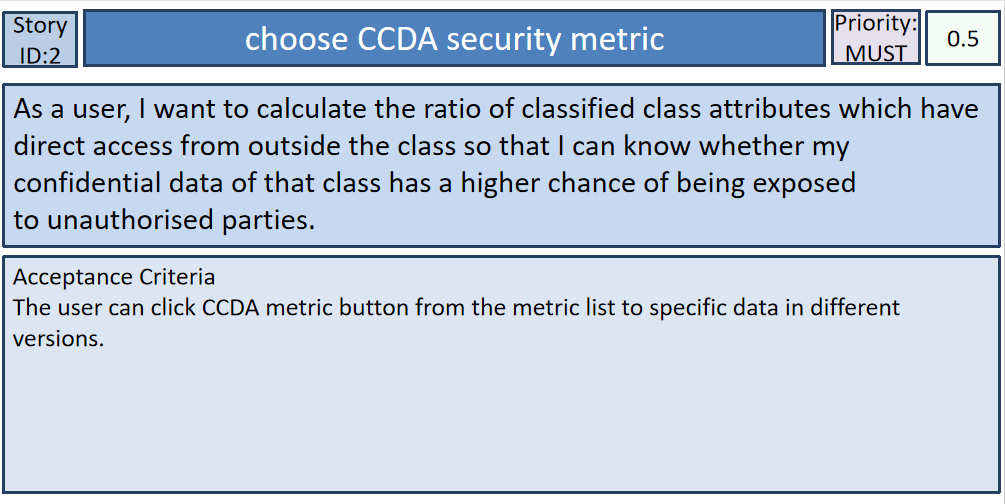 Story
ID:2
choose CCDA security metric
Priority:
MUST
0.5
As a user, I want to calculate the ratio of classified class attributes which have
direct access from outside the class so that I can know whether my
confidential data of that class has a higher chance of being exposed
to unauthorised parties.
Acceptance Criteria
The user can click CCDA metric button from the metric list to specific data in different
versions.